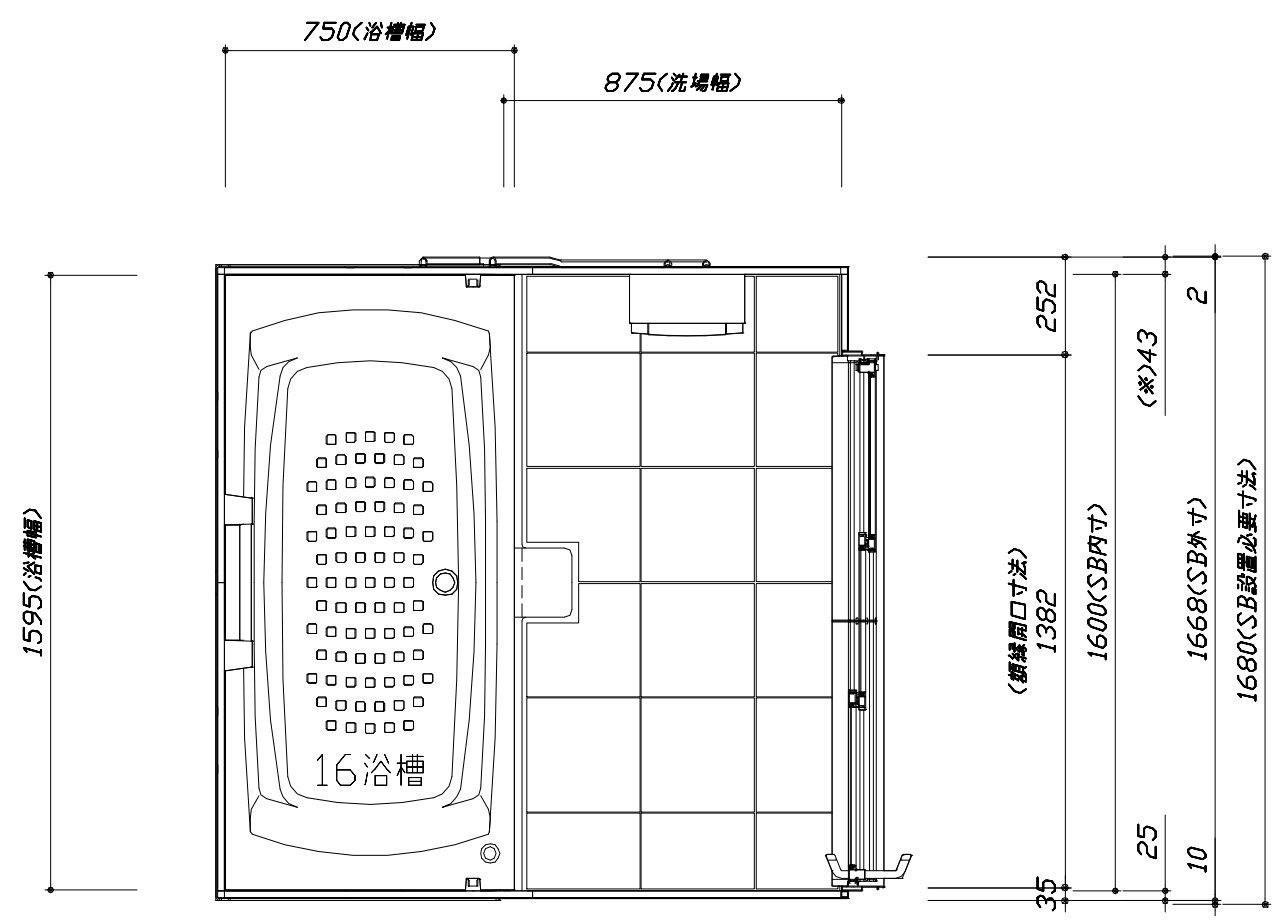 750(浴槽幅)
875(洗場幅)
1595(浴槽幅)
16浴槽
252
(額縁開口寸法)
1382
35
1600(SB内寸)
(※)43
25
2
1668(SB外寸)
10
1680(SB設置必要寸法)